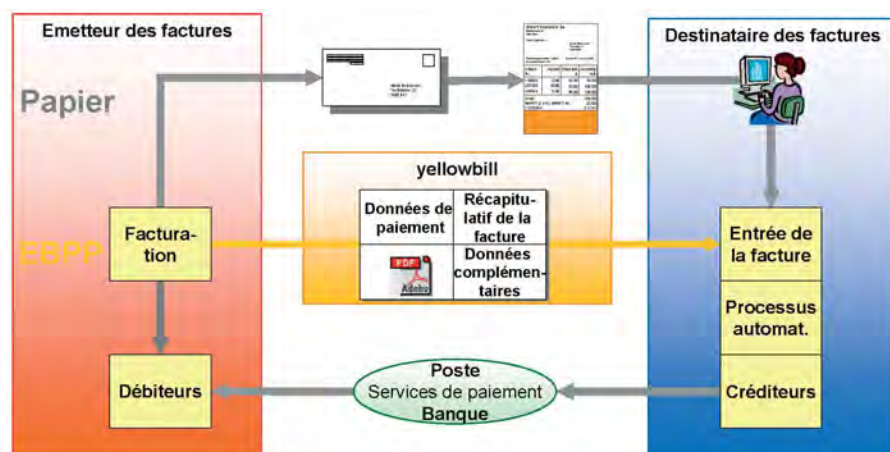 Emetteur des factures
Destinataire des factures
Papier
yellowbill
Données de
paiement
Récapitu-
latif de la
facture
PDF
Adobe
Données
complémen-
taires
EBPP
Factura-
tion
Entrée de
la facture
Processus
automat.
Débiteurs
Poste
Services de paiement
Banque
Créditeurs